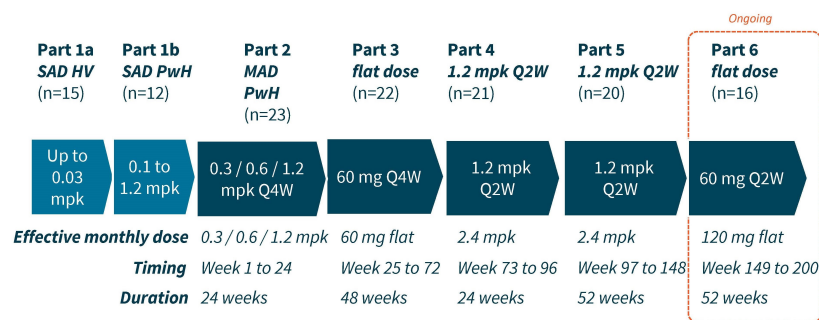 Ongoing
Part 1a
SAD HV
(n=15)
Part 1b
SAD PwH
(n=12)
Part 2
MAD
PwH
(n=23)
Part 3
flat dose
(n=22)
Part 4
1.2 mpk Q2W
(n=21)
Part 5
1.2 mpk Q2W
(n=20)
Part 6
flat dose
(n=16)
Up to
0.03
mpk
0.1 to
1.2 mpk
0.3 / 0.6 / 1.2
mpk Q4W
60 mg Q4W
1.2 mpk
Q2W
1.2 mpk
Q2W
60 mg Q2W
Effective monthly dose 0.3 / 0.6 / 1.2 mpk 60 mg flat 2.4 mpk 2.4 mpk 120 mg flat
Timing Week 1 to 24 Week 25 to 72 Week 73 to 96 Week 97 to 148 Week 149 to 200
Duration 24 weeks 48 weeks 24 weeks 52 weeks 52 weeks